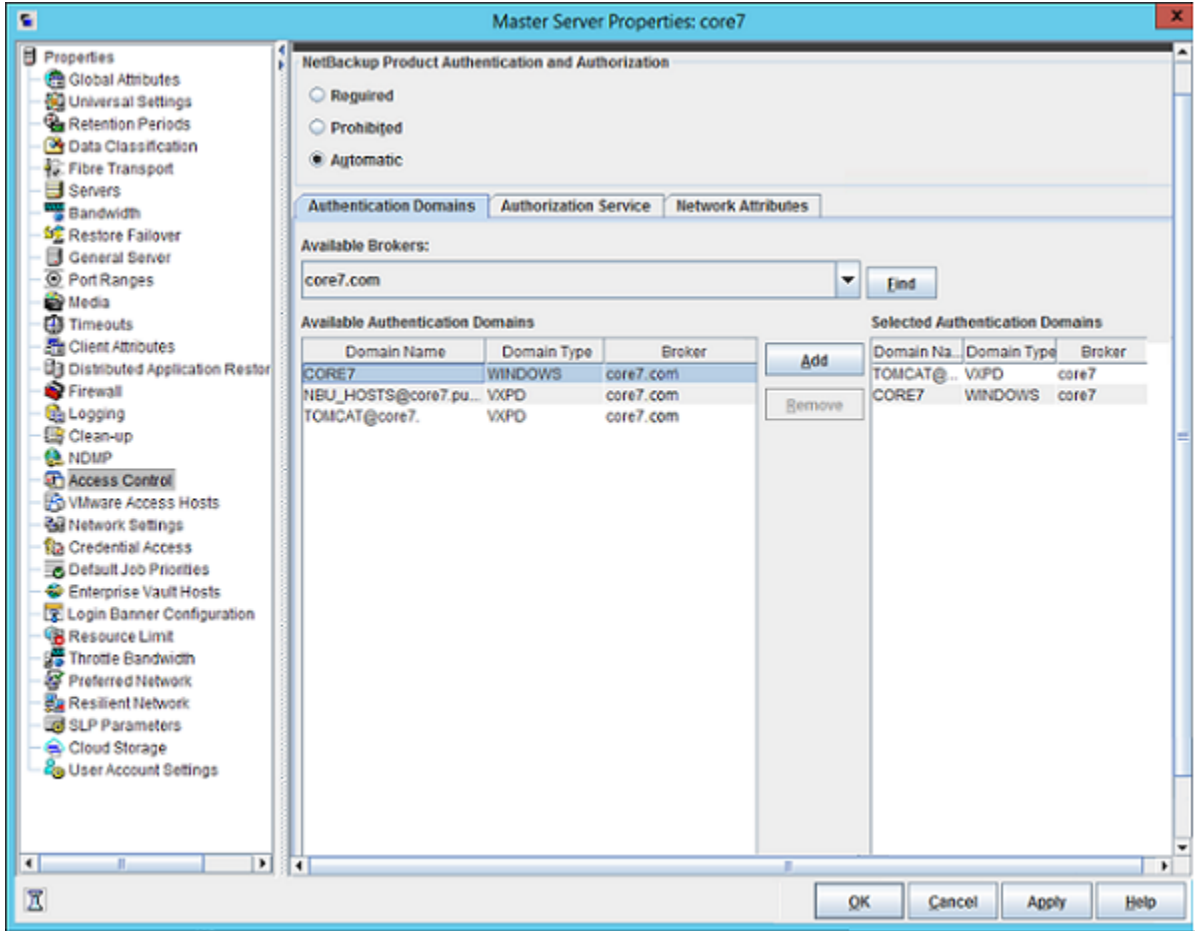 Master Server Properties: core7
x
Properties
Global Attributes
Universal Settings
Retention Periods
Data Classification
Fibre Transport
Servers
Bandwidth
Restore Failover
General Server
Port Ranges
Media
Timeouts
Client Attributes
Distributed Application Restor
Firewall
Logging
Clean-up
NDMP
Access Control
VMware Access Hosts
Network Settings
Credential Access
Default Job Priorities
Enterprise Vault Hosts
Login Banner Configuration
Resource Limit
Throttle Bandwidth
Preferred Network
Resilient Network
SLP Parameters
Cloud Storage
User Account Settings
NetBackup Product Authentication and Authorization
Required
Prohibited
Automatic
Authentication Domains Authorization Service Network Attributes
Available Brokers:
core7.com Find
Available Authentication Domains
Domain Name Domain Type Broker
CORE7 WINDOWS core7.com
NBU_HOSTS@core7.pu... VXPD core7.com
TOMCAT@core7. VXPD core7.com
Add
Remove
Selected Authentication Domains
Domain Na... Domain Type Broker
TOMCAT@... VXPD core7
CORE7 WINDOWS core7
OK Cancel Apply Help